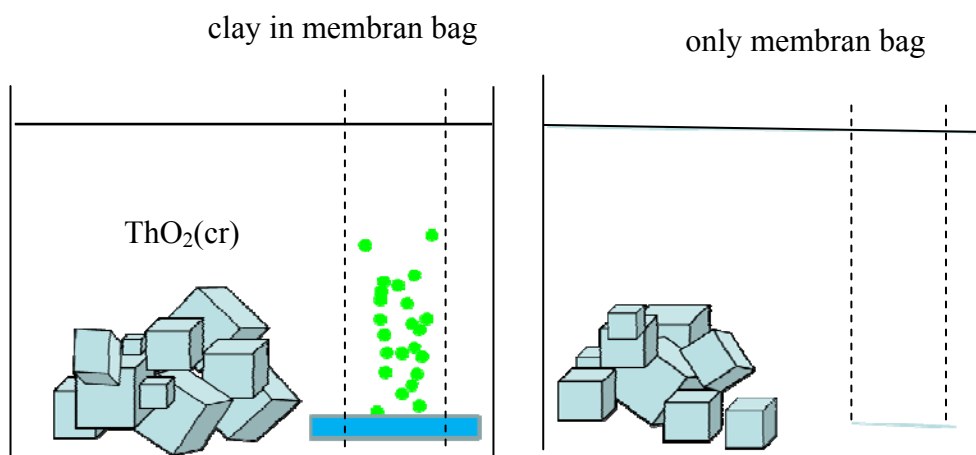 clay in membran bag
only membran bag
ThO₂(cr)